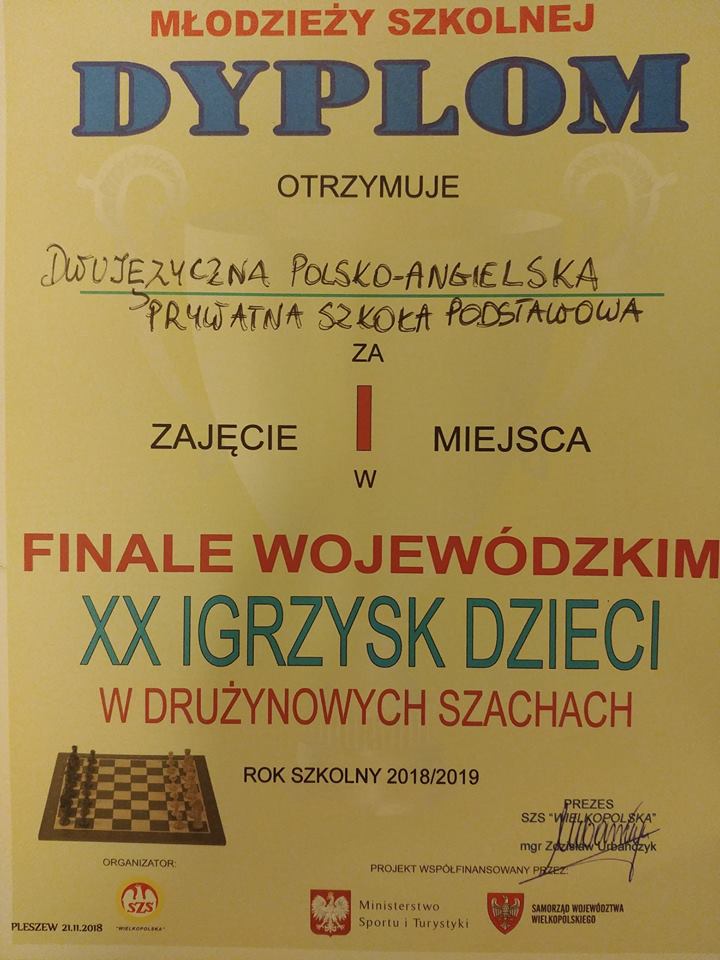 MŁODZIEŻY SZKOLNEJ
DYPLOM
OTRZYMUJE
DWUJĘZYCZNA POLSKO-ANGIELSKA
PRYWATNA SZKOŁA PODSTAWOWA
ZA
ZAJĘCIE I MIEJSCA
W
FINALE WOJEWÓDZKIM
XX IGRZYSK DZIECI
W DRUŻYNOWYCH SZACHACH
ROK SZKOLNY 2018/2019
PREZES
SZS "WIELKOPOLSKA"
mgr Zdzisław Urbańczyk
ORGANIZATOR:
PROJEKT WSPÓŁFINANSOWANY PRZEZ:
SZS
"WIELKOPOLSKA"
Ministerstwo
Sportu i Turystyki
SAMORZĄD WOJEWÓDZTWA
WIELKOPOLSKIEGO
PLESZEW 21.11.2018